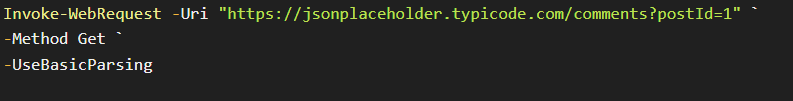 Invoke-WebRequest -Uri "https://jsonplaceholder.typicode.com/comments?postId=1" `
-Method Get `
-UseBasicParsing